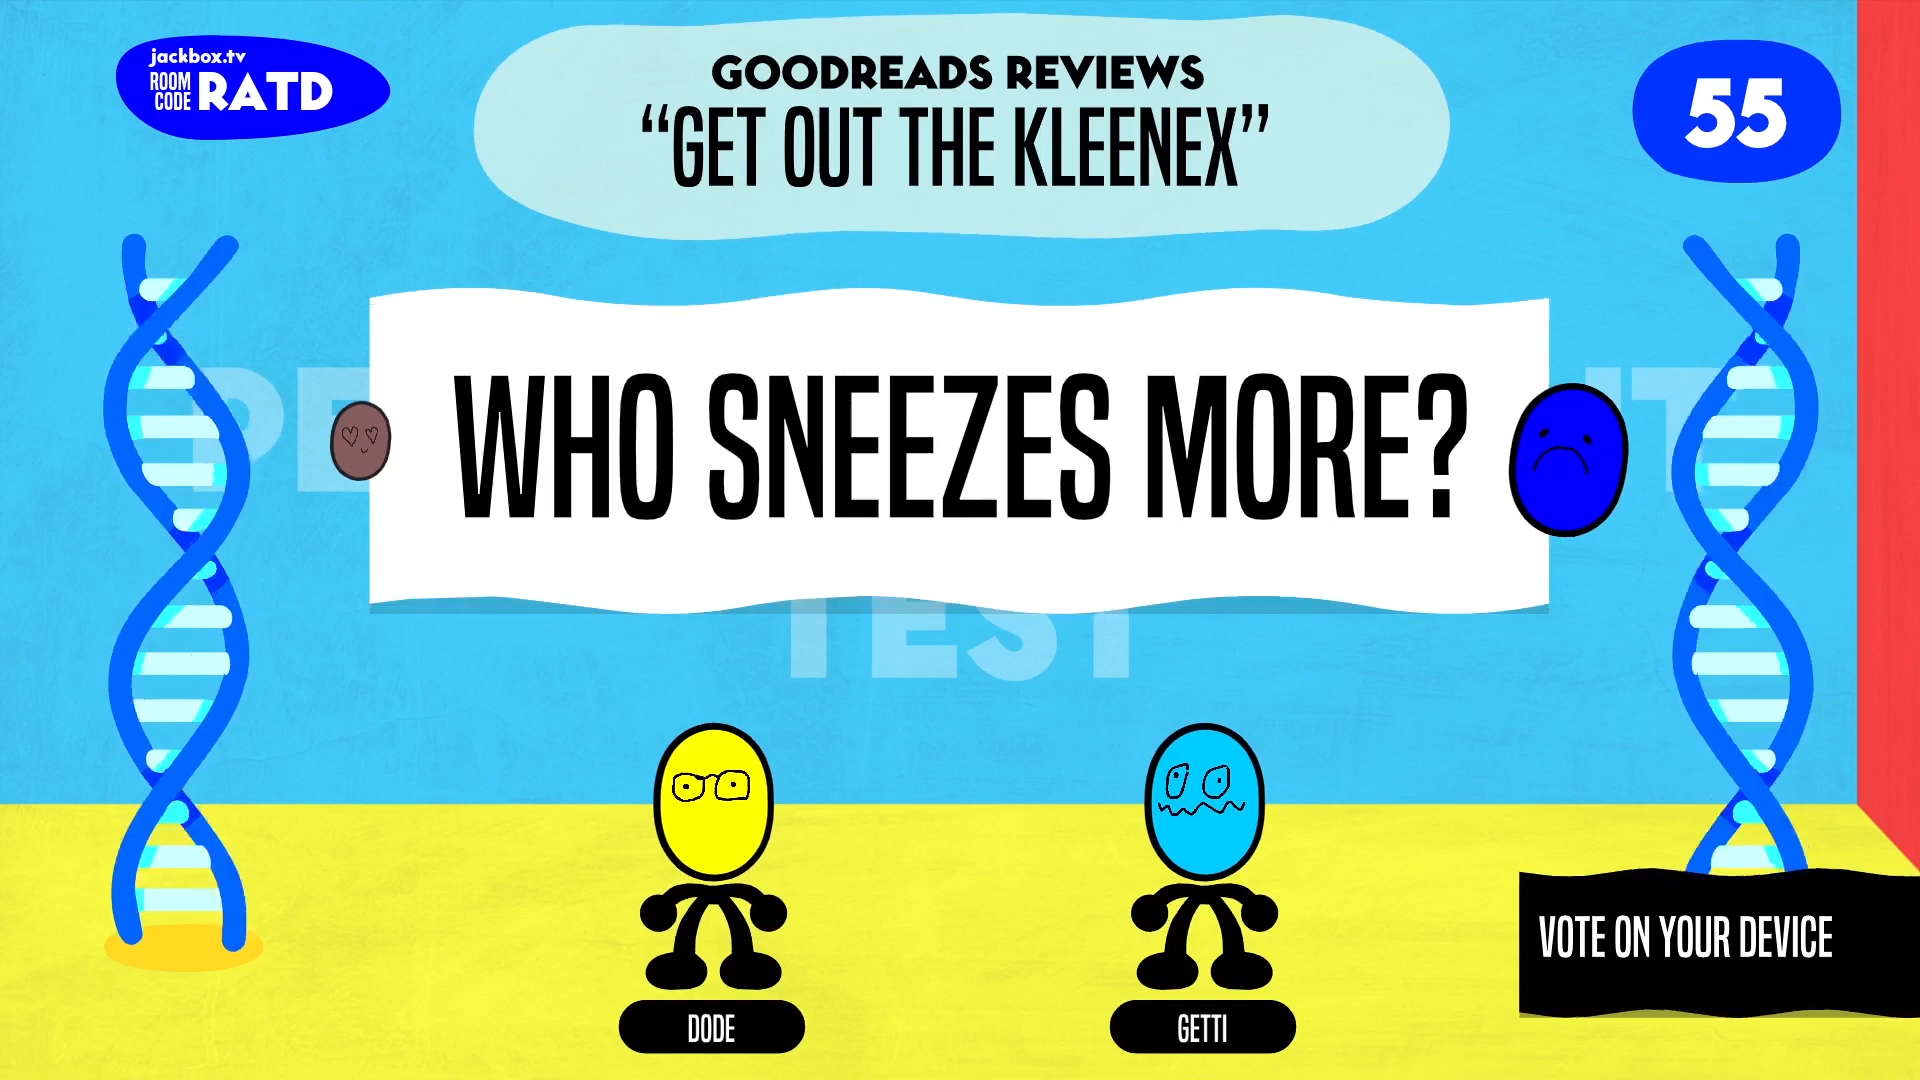 jackbox.tv
ROOM CODE RATD
GOODREADS REVIEWS
“GET OUT THE KLEENEX”
55
WHO SNEEZES MORE?
TEST
DODE
GETTI
VOTE ON YOUR DEVICE